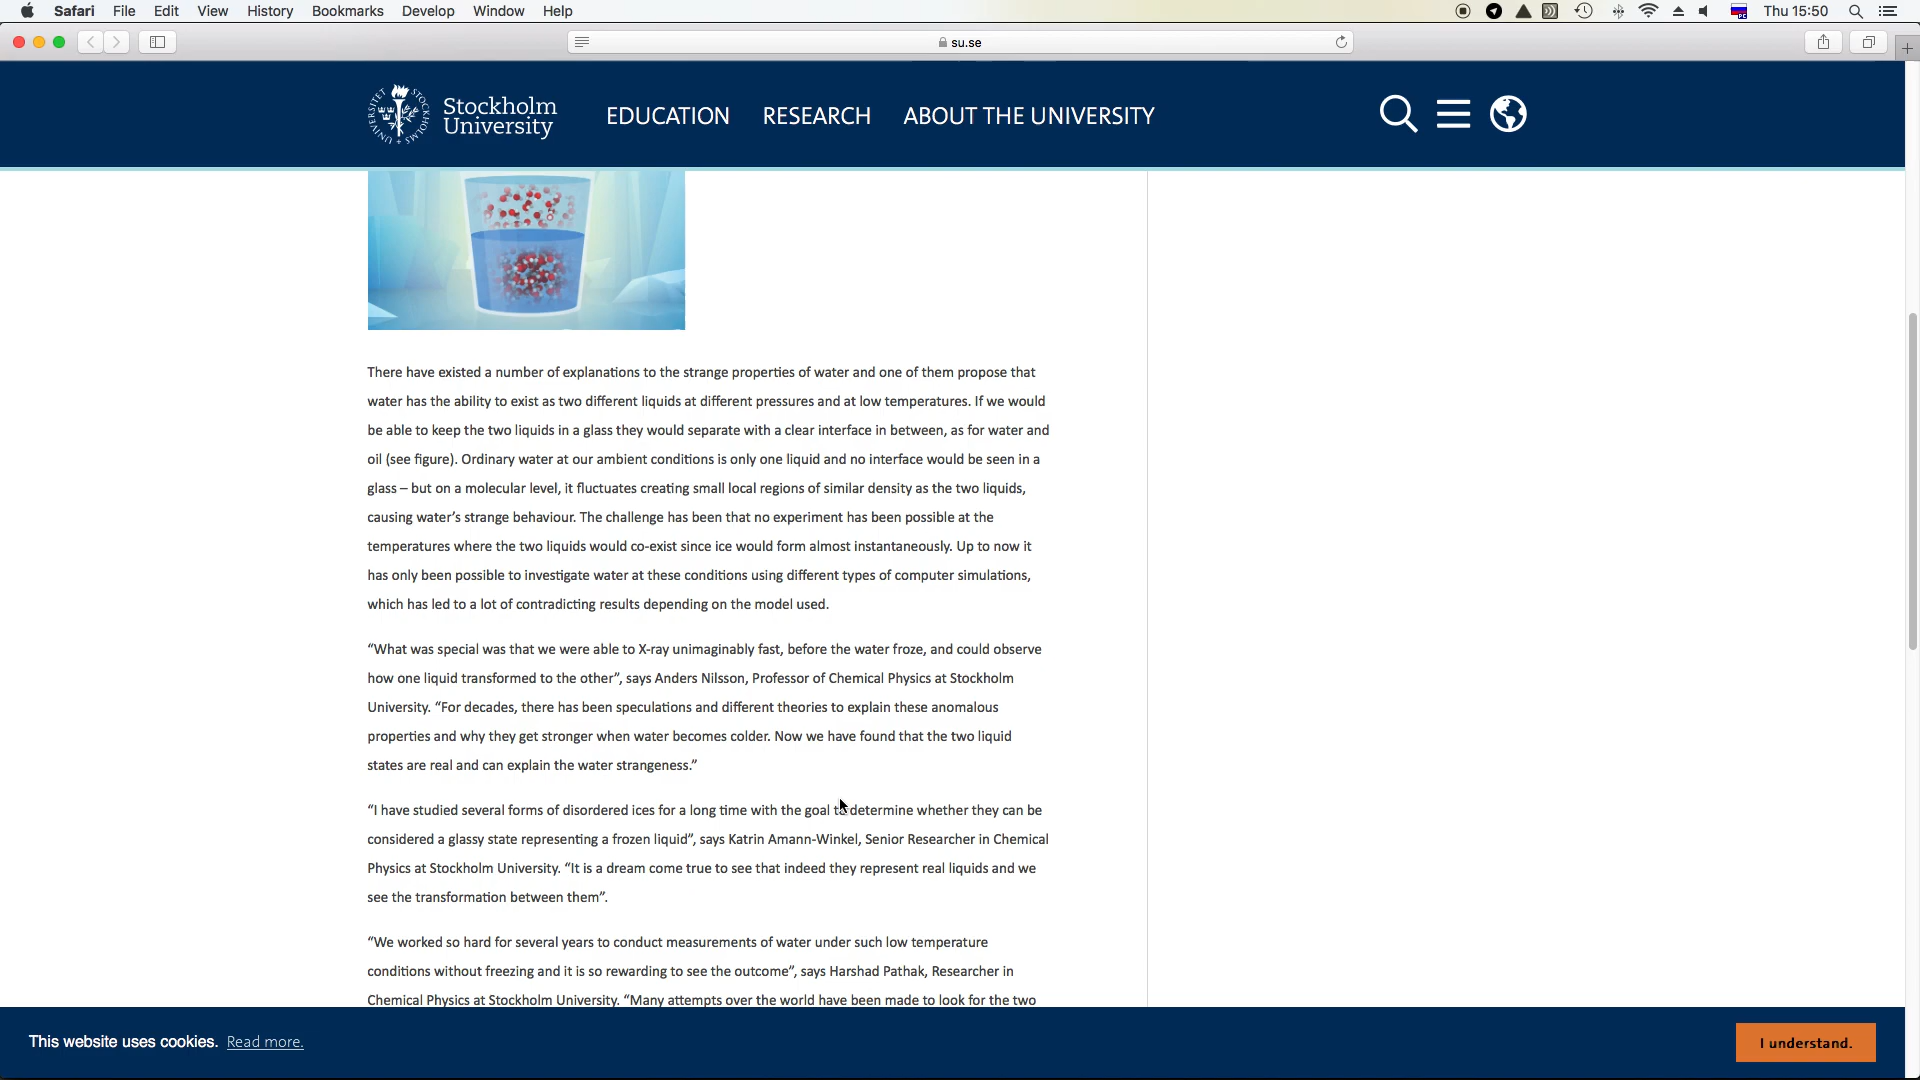 Safari File Edit View History Bookmarks Develop Window Help
Thu 15:50
su.se
Stockholm
University
EDUCATION RESEARCH ABOUT THE UNIVERSITY
There have existed a number of explanations to the strange properties of water and one of them propose that
water has the ability to exist as two different liquids at different pressures and at low temperatures. If we would
be able to keep the two liquids in a glass they would separate with a clear interface in between, as for water and
oil (see figure). Ordinary water at our ambient conditions is only one liquid and no interface would be seen in a
glass – but on a molecular level, it fluctuates creating small local regions of similar density as the two liquids,
causing water’s strange behaviour. The challenge has been that no experiment has been possible at the
temperatures where the two liquids would co-exist since ice would form almost instantaneously. Up to now it
has only been possible to investigate water at these conditions using different types of computer simulations,
which has led to a lot of contradicting results depending on the model used.
“What was special was that we were able to X-ray unimaginably fast, before the water froze, and could observe
how one liquid transformed to the other”, says Anders Nilsson, Professor of Chemical Physics at Stockholm
University. “For decades, there has been speculations and different theories to explain these anomalous
properties and why they get stronger when water becomes colder. Now we have found that the two liquid
states are real and can explain the water strangeness.”
“I have studied several forms of disordered ices for a long time with the goal to determine whether they can be
considered a glassy state representing a frozen liquid”, says Katrin Amann-Winkel, Senior Researcher in Chemical
Physics at Stockholm University. “It is a dream come true to see that indeed they represent real liquids and we
see the transformation between them”.
“We worked so hard for several years to conduct measurements of water under such low temperature
conditions without freezing and it is so rewarding to see the outcome”, says Harshad Pathak, Researcher in
Chemical Physics at Stockholm University. “Many attempts over the world have been made to look for the two
This website uses cookies. Read more.
I understand.